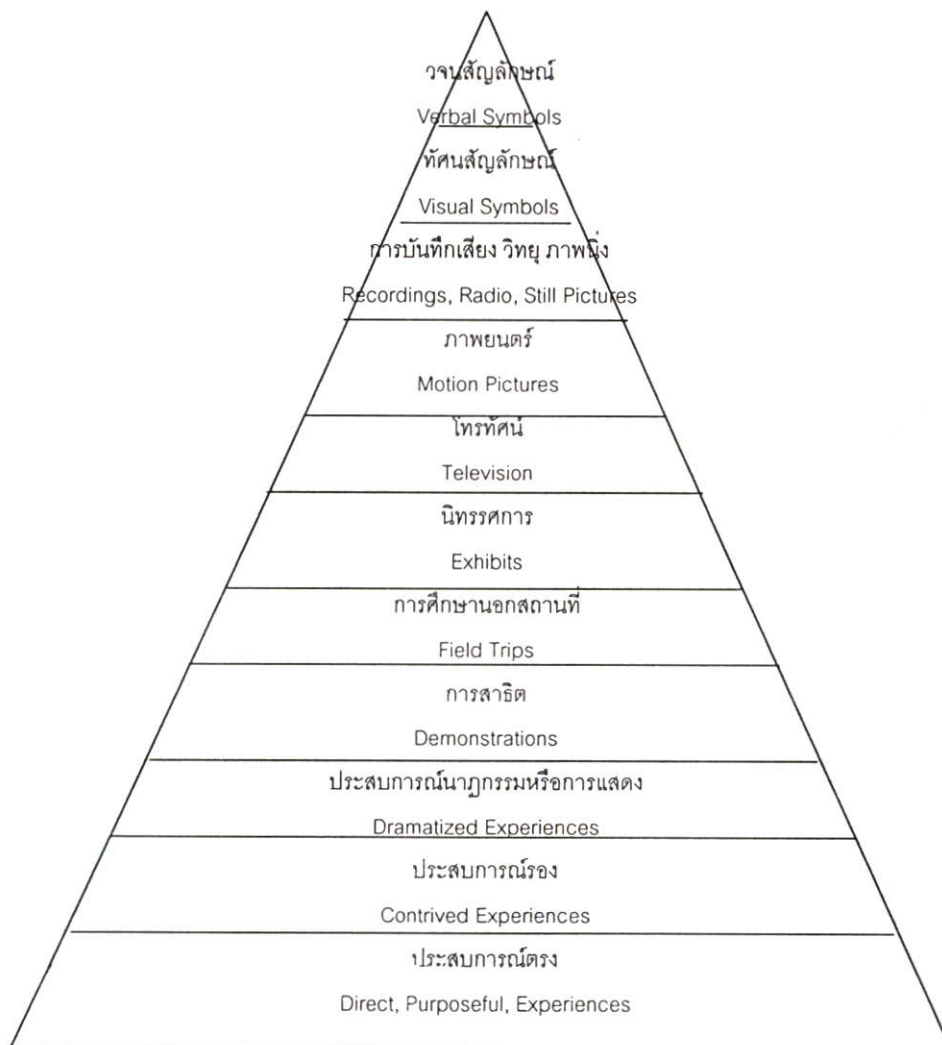 วจนสัญลักษณ์
Verbal Symbols
ทัศนสัญลักษณ์
Visual Symbols
การบันทึกเสียง วิทยุ ภาพนิ่ง
Recordings, Radio, Still Pictures
ภาพยนตร์
Motion Pictures
โทรทัศน์
Television
นิทรรศการ
Exhibits
การศึกษานอกสถานที่
Field Trips
การสาธิต
Demonstrations
ประสบการณ์นาฏกรรมหรือการแสดง
Dramatized Experiences
ประสบการณ์รอง
Contrived Experiences
ประสบการณ์ตรง
Direct, Purposeful, Experiences